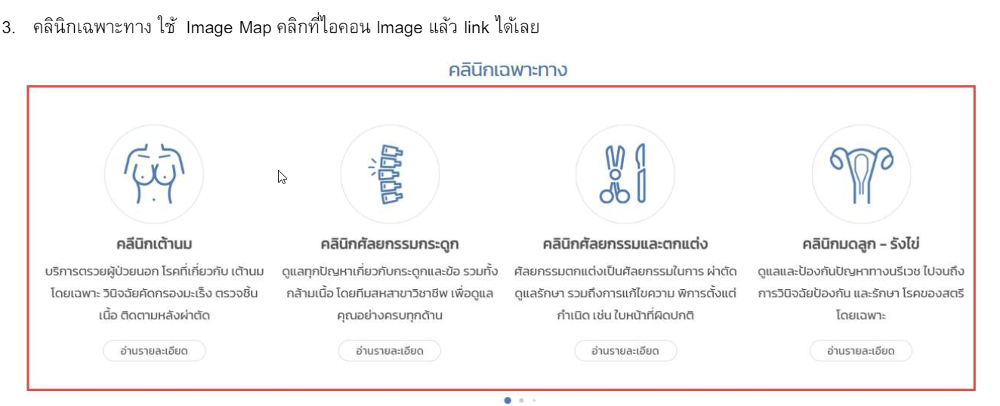 3. คลินิกเฉพาะทาง ใช้ Image Map คลิกที่ไอคอน Image แล้ว link ได้เลย
คลินิกเฉพาะทาง
คลีนิกเต้านม
บริการตรวยผู้ป่วยนอก โรคที่เกี่ยวกับ เต้านม
โดยเฉพาะ วินิจฉัยคัดกรองมะเร็ง ตรวจชิ้น
เนื้อ ติดตามหลังผ่าตัด
อ่านรายละเอียด
คลินิกศัลยกรรมกระดูก
ดูแลทุกปัญหาเกี่ยวกับกระดูกและข้อ รวมทั้ง
กล้ามเนื้อ โดยทีมสหสาขาวิชาชีพ เพื่อดูแล
คุณอย่างครบทุกด้าน
อ่านรายละเอียด
คลินิกศัลยกรรมและตกแต่ง
ศัลยกรรมตกแต่งเป็นศัลยกรรมในการ ผ่าตัด
ดูแลรักษา รวมถึงการแก้ไขความ พิการตั้งแต่
กำเนิด เช่น ใบหน้าที่ผิดปกติ
อ่านรายละเอียด
คลินิกมดลูก - รังไข่
ดูแลและป้องกันปัญหาทางนรีเวช ไปจนถึง
การวินิจฉัยป้องกัน และรักษา โรคของสตรี
โดยเฉพาะ
อ่านรายละเอียด